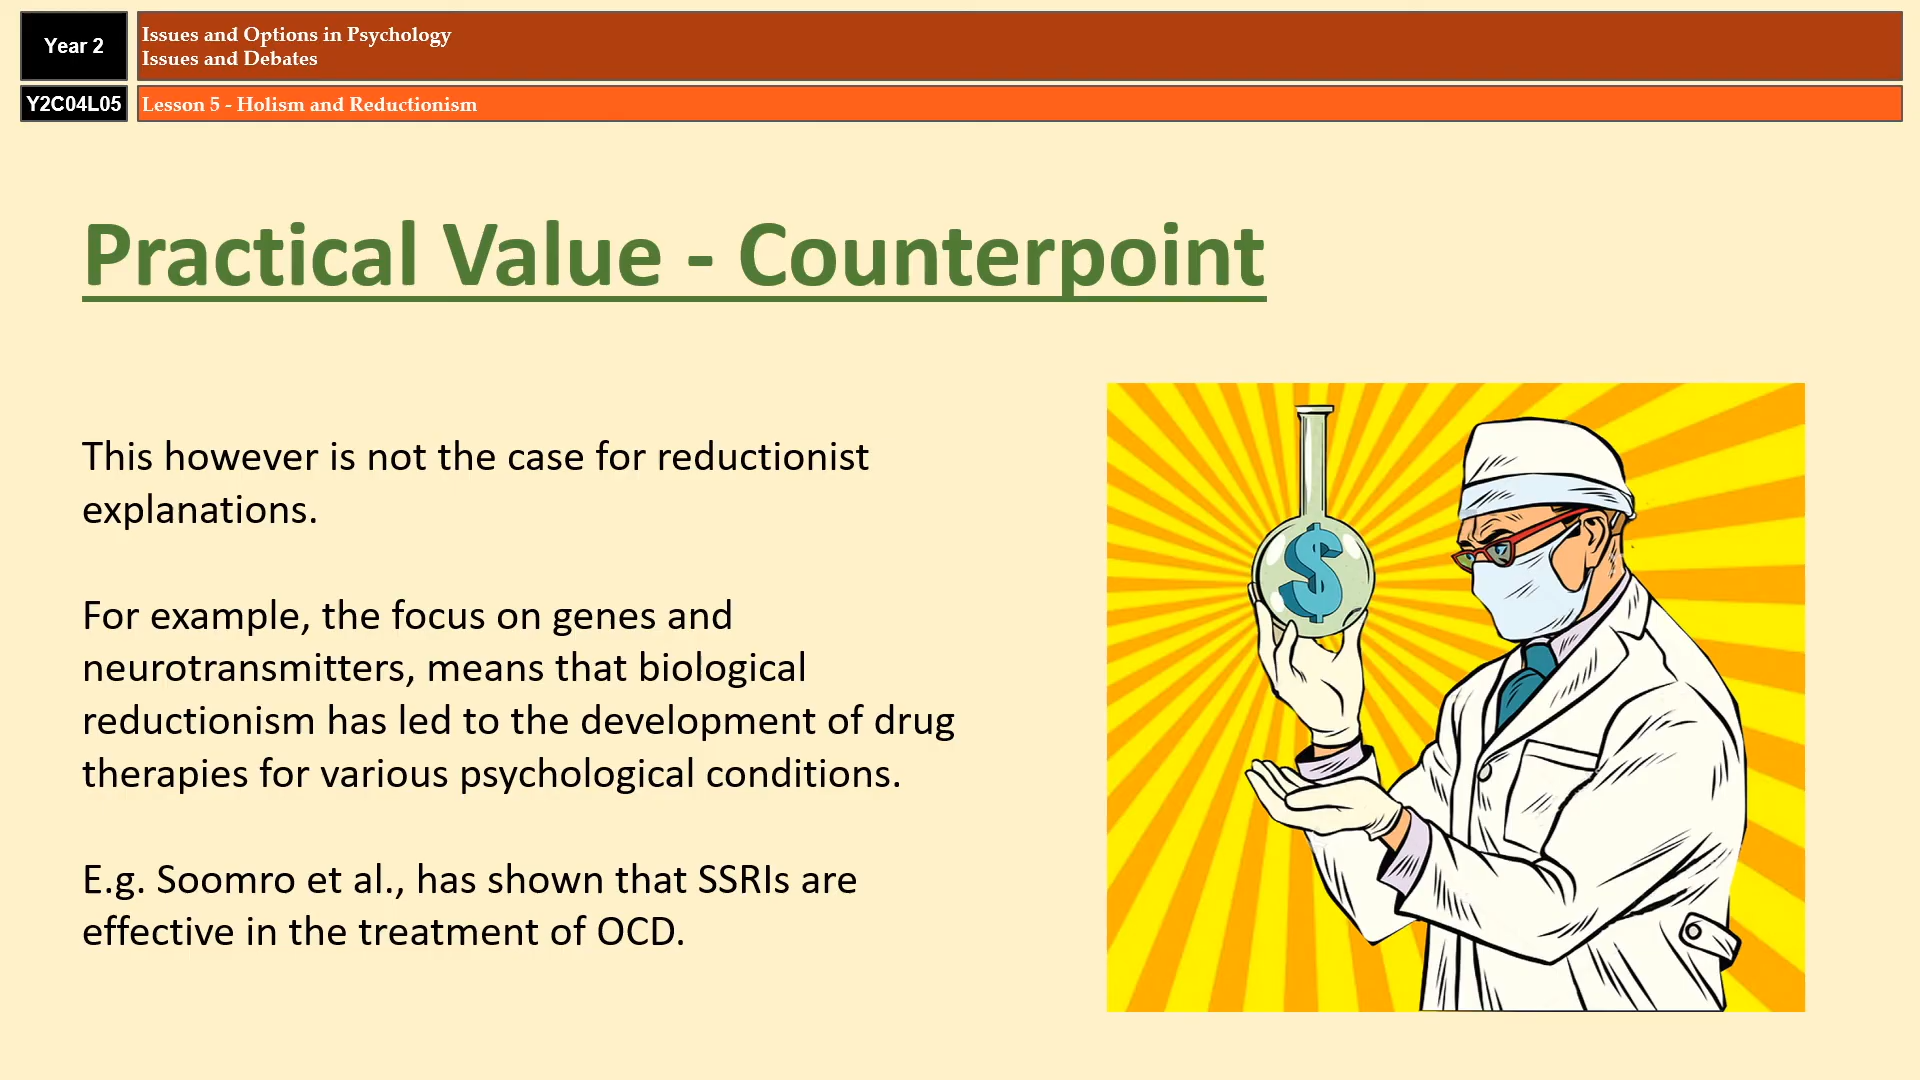 Year 2
Issues and Options in Psychology
Issues and Debates
Y2C04L05
Lesson 5 - Holism and Reductionism
Practical Value - Counterpoint
This however is not the case for reductionist
explanations.
For example, the focus on genes and
neurotransmitters, means that biological
reductionism has led to the development of drug
therapies for various psychological conditions.
E.g. Soomro et al., has shown that SSRIs are
effective in the treatment of OCD.
$